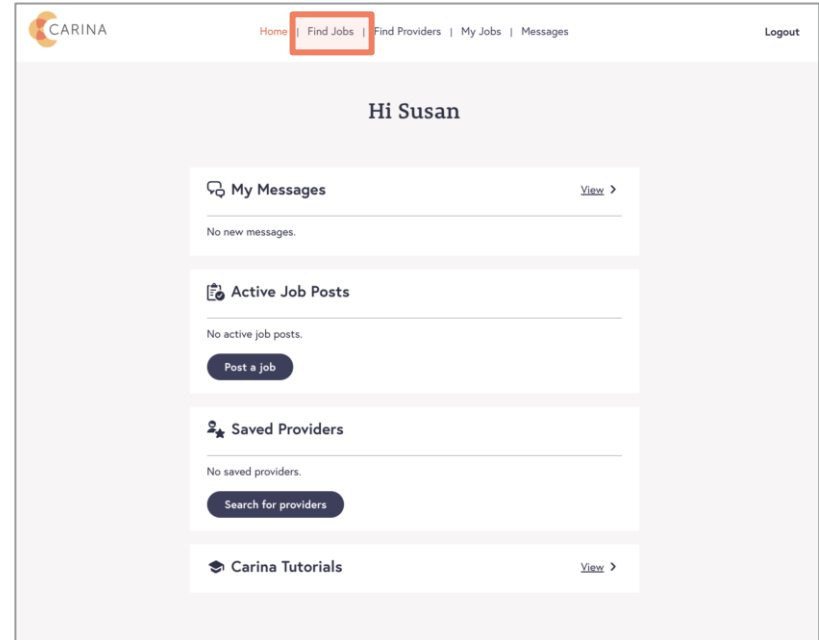 CARINA
Home | Find Jobs | Find Providers | My Jobs | Messages
Logout
Hi Susan
My Messages
View >
No new messages.
Active Job Posts
No active job posts.
Post a job
Saved Providers
No saved providers.
Search for providers
Carina Tutorials
View >